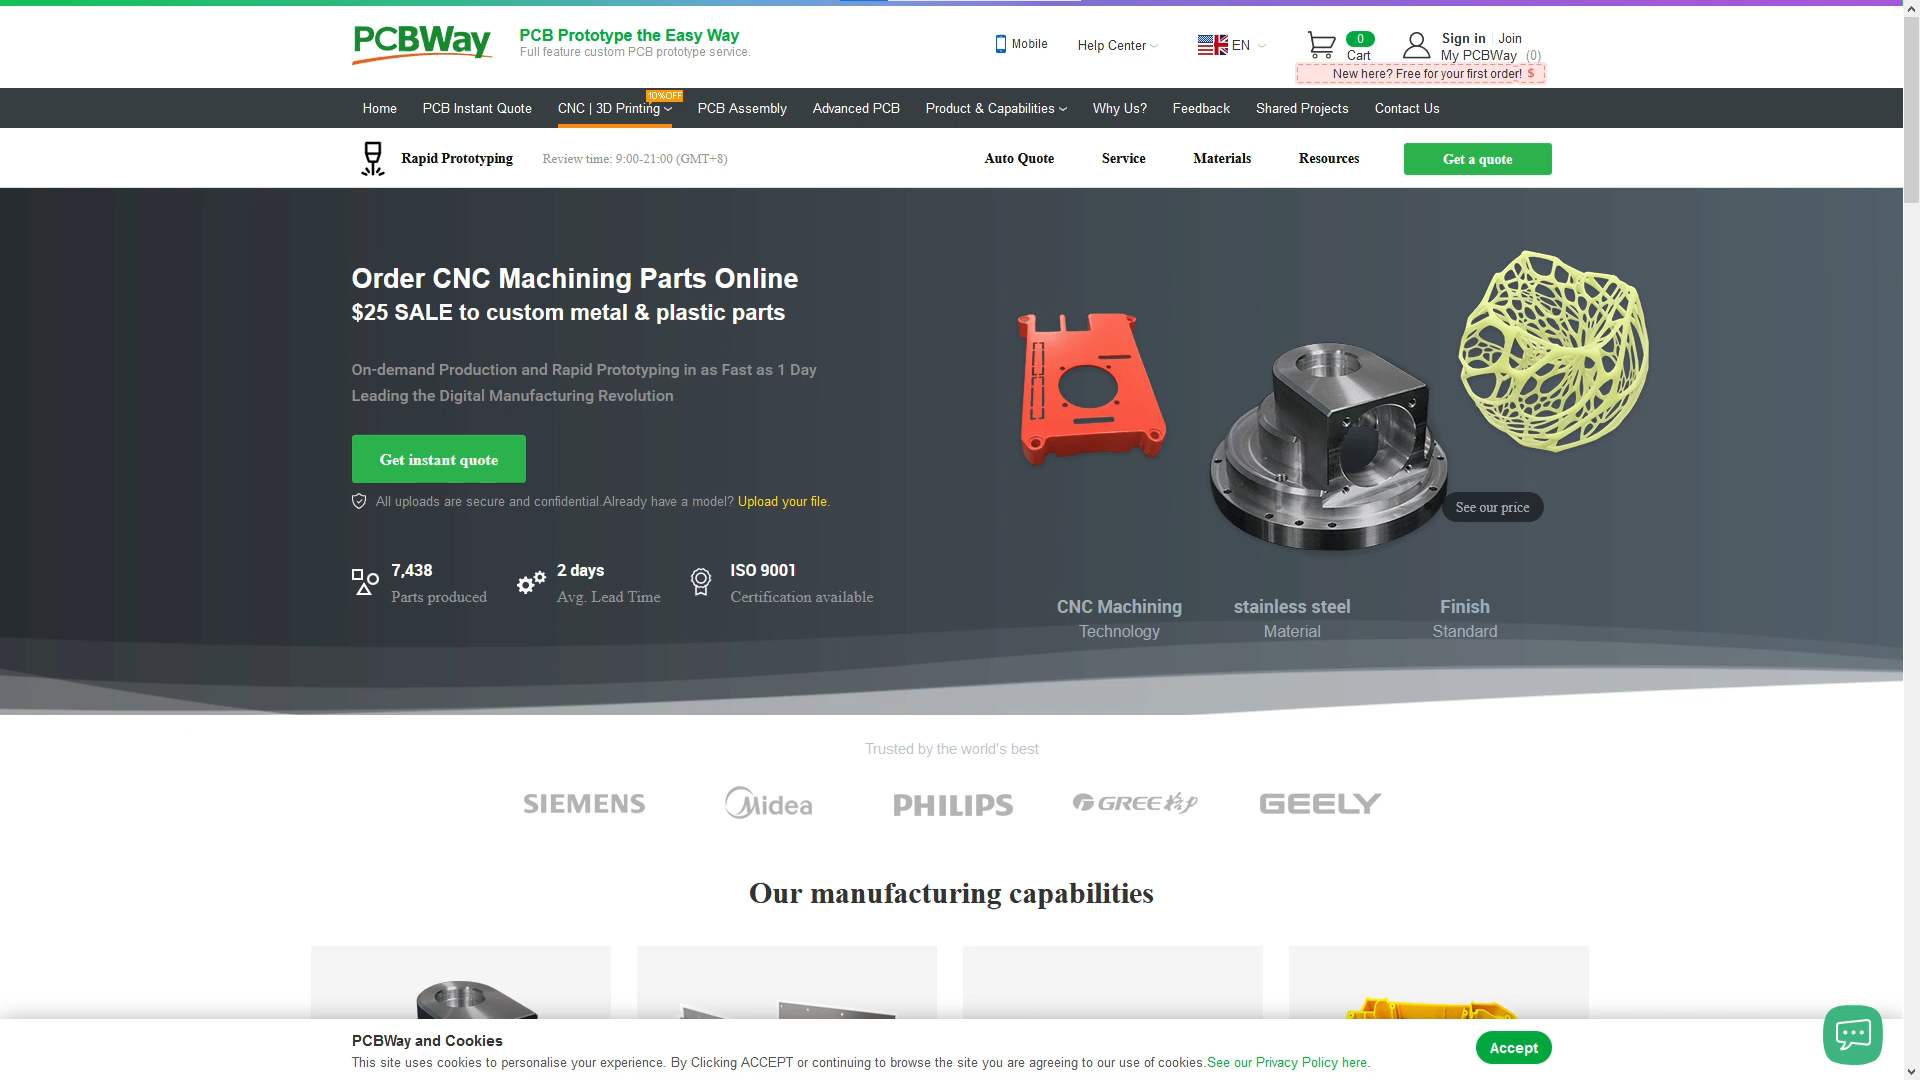 PCBWay
PCB Prototype the Easy Way
Full feature custom PCB prototype service.
Mobile
Help Center
EN
0
Cart
Sign in
Join
My PCBWay (0)
New here? Free for your first order! $
Home
PCB Instant Quote
CNC | 3D Printing
10%OFF
PCB Assembly
Advanced PCB
Product & Capabilities
Why Us?
Feedback
Shared Projects
Contact Us
Rapid Prototyping
Review time: 9:00-21:00 (GMT+8)
Auto Quote
Service
Materials
Resources
Get a quote
Order CNC Machining Parts Online
$25 SALE to custom metal & plastic parts
On-demand Production and Rapid Prototyping in as Fast as 1 Day
Leading the Digital Manufacturing Revolution
Get instant quote
All uploads are secure and confidential.Already have a model? Upload your file.
7,438
Parts produced
2 days
Avg. Lead Time
ISO 9001
Certification available
See our price
CNC Machining
Technology
stainless steel
Material
Finish
Standard
Trusted by the world's best
SIEMENS
Midea
PHILIPS
GREE格力
GEELY
Our manufacturing capabilities
PCBWay and Cookies
This site uses cookies to personalise your experience. By Clicking ACCEPT or continuing to browse the site you are agreeing to our use of cookies.See our Privacy Policy here.
Accept